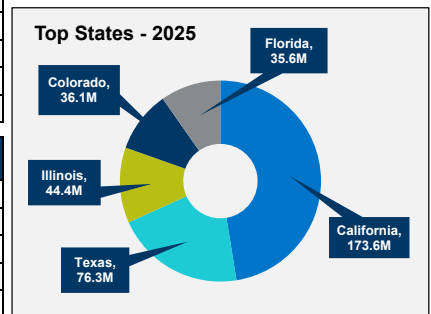 Top States - 2025
Florida,
35.6M
Colorado,
36.1M
Illinois,
44.4M
Texas,
76.3M
California,
173.6M